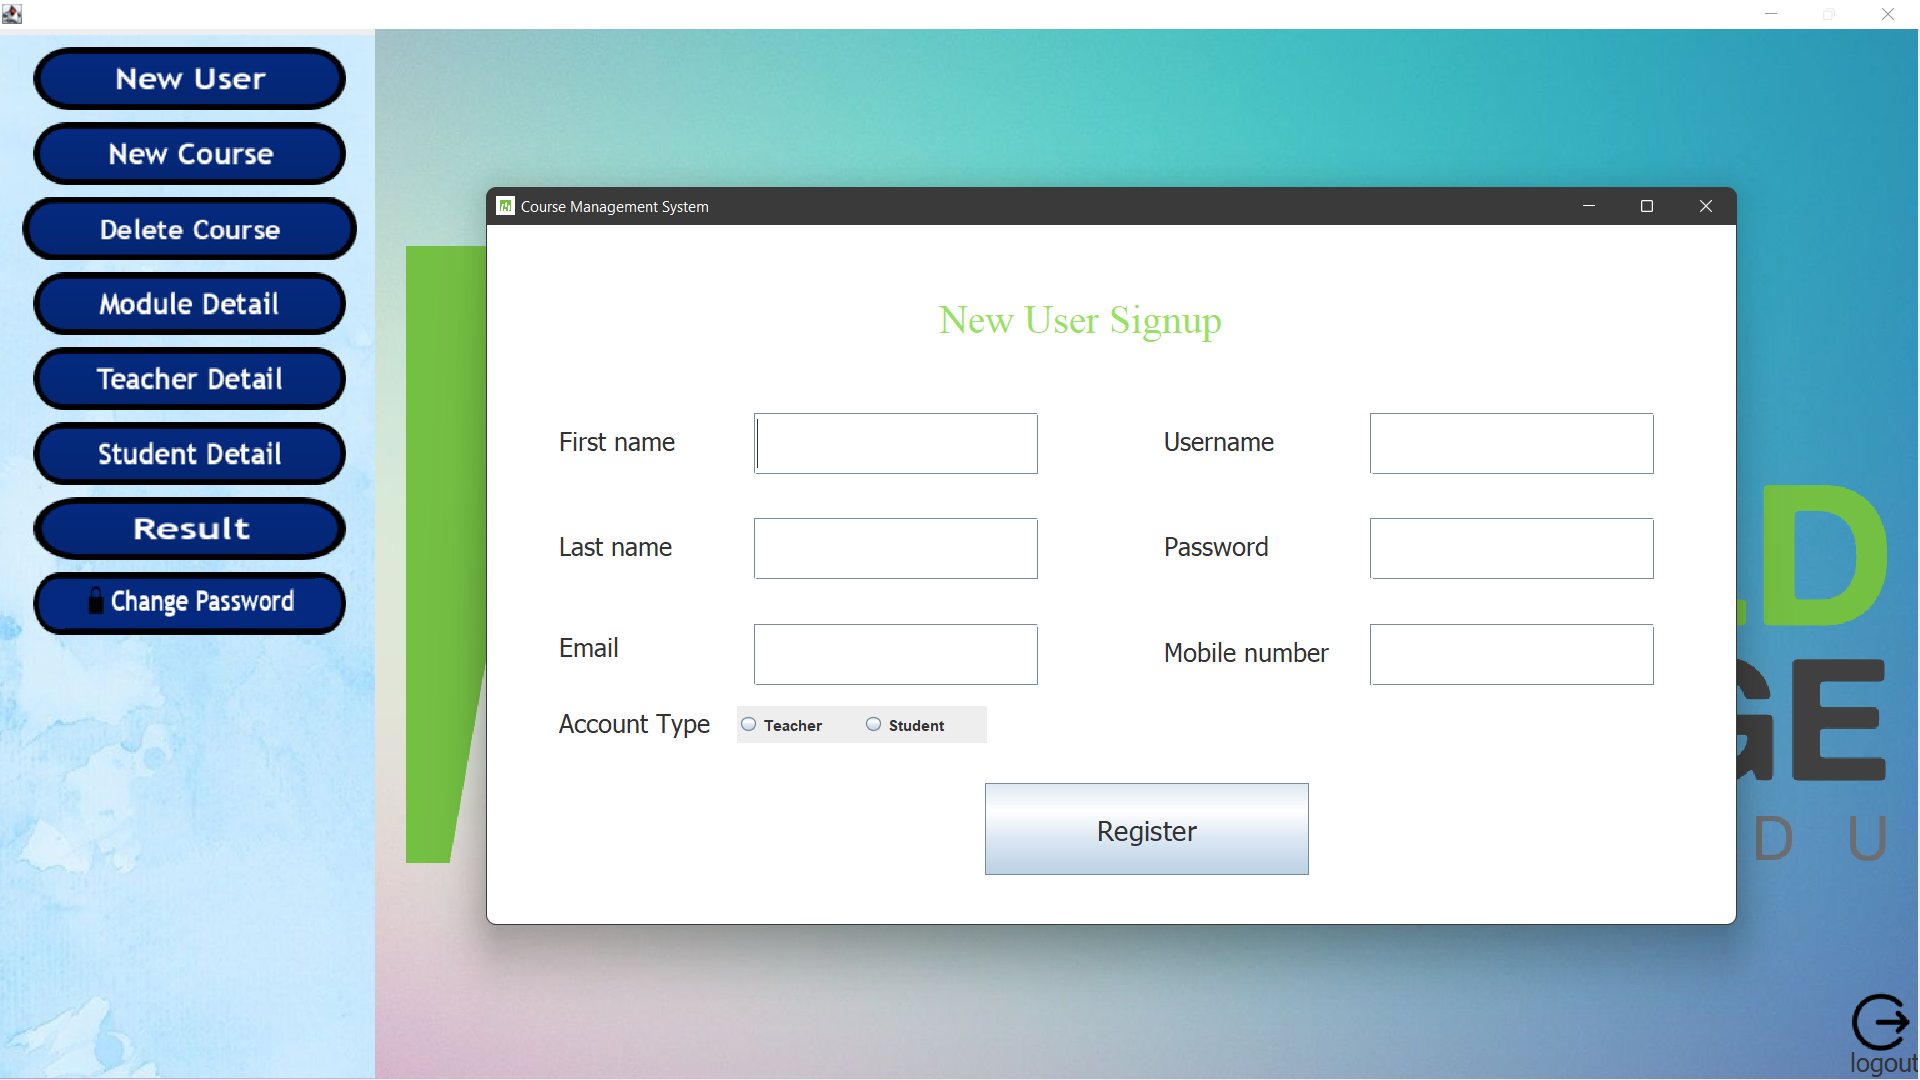 New User
New Course
Delete Course
Module Detail
Teacher Detail
Student Detail
Result
Change Password
Course Management System
New User Signup
First name
Username
Last name
Password
Email
Mobile number
Account Type
Teacher
Student
Register
D
GE
D U
logout